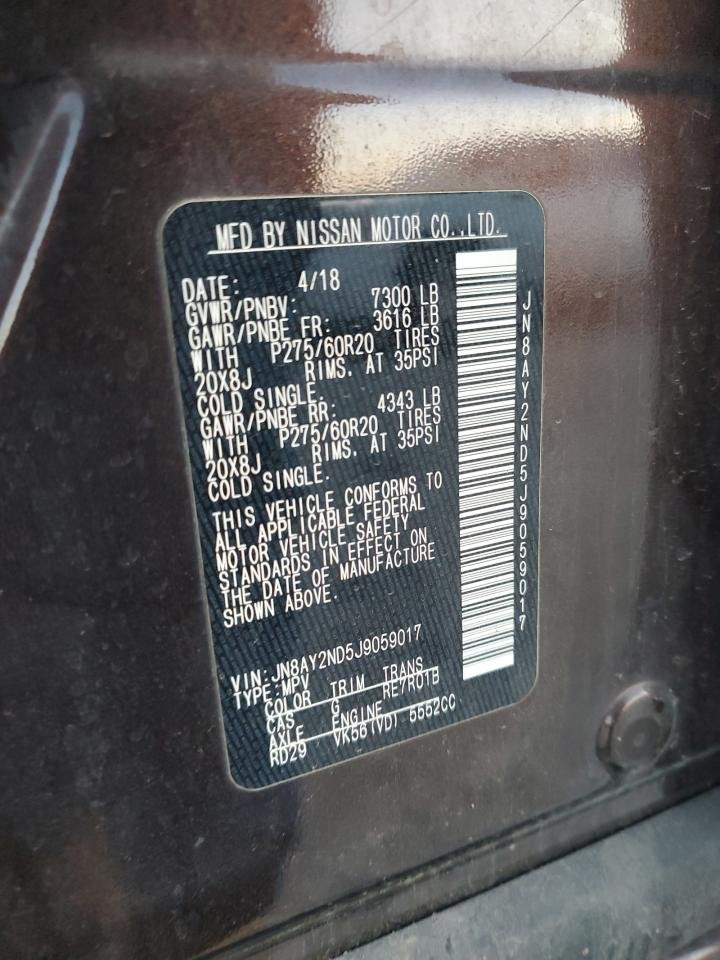 MFD BY NISSAN MOTOR CO.,LTD.
DATE: 4/18
GVWR/PNBV: 7300 LB
GAWR/PNBE FR: 3616 LB
WITH P275/60R20 TIRES
20X8J RIMS. AT 35PSI
COLD SINGLE.
GAWR/PNBE RR: 4343 LB
WITH P275/60R20 TIRES
20X8J RIMS. AT 35PSI
COLD SINGLE.
THIS VEHICLE CONFORMS TO
ALL APPLICABLE FEDERAL
MOTOR VEHICLE SAFETY
STANDARDS IN EFFECT ON
THE DATE OF MANUFACTURE
SHOWN ABOVE.
VIN:JN8AY2ND5J9059017
TYPE:MPV
COLOR TRIM TRANS
CAS G RE7R01B
AXLE ENGINE
RD29 VK56(VD) 5552CC
JN8AY2ND5J9059017